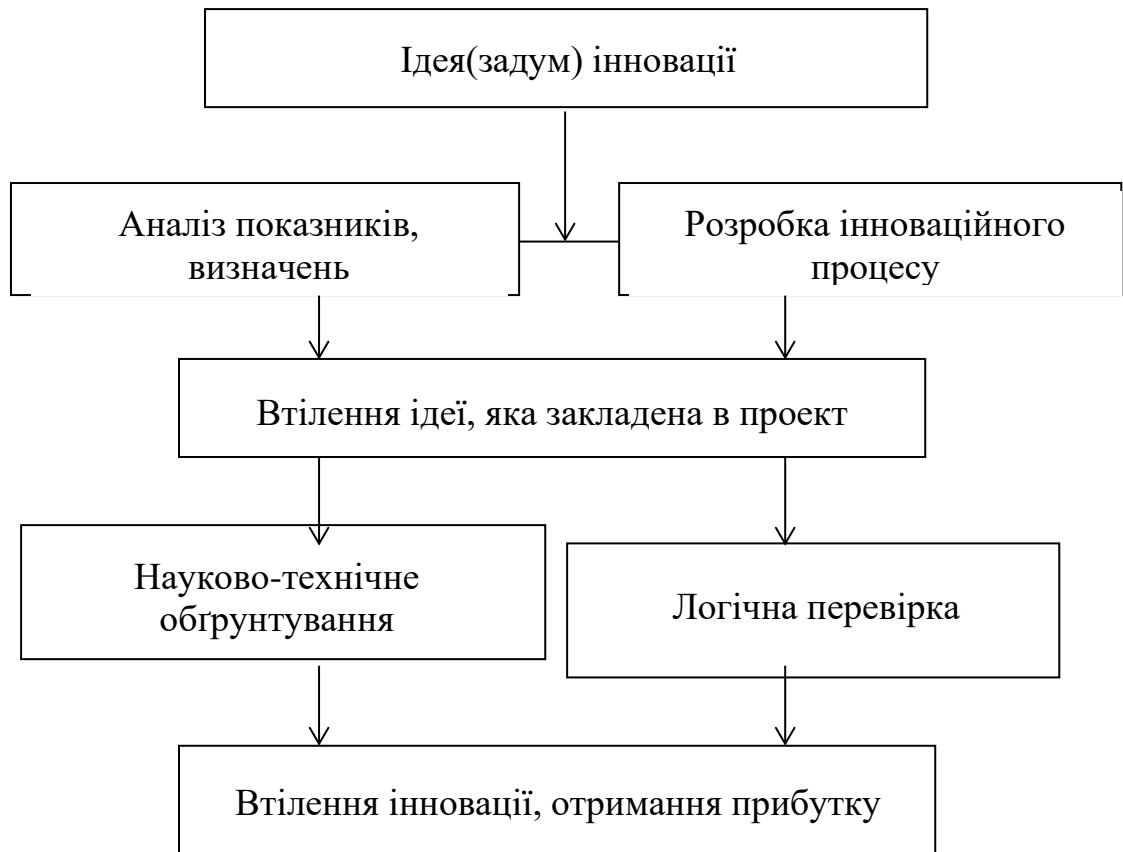 Ідея(задум) інновації
Аналіз показників,
визначень
Розробка інноваційного
процесу
Втілення ідеї, яка закладена в проект
Науково-технічне
обґрунтування
Логічна перевірка
Втілення інновації, отримання прибутку